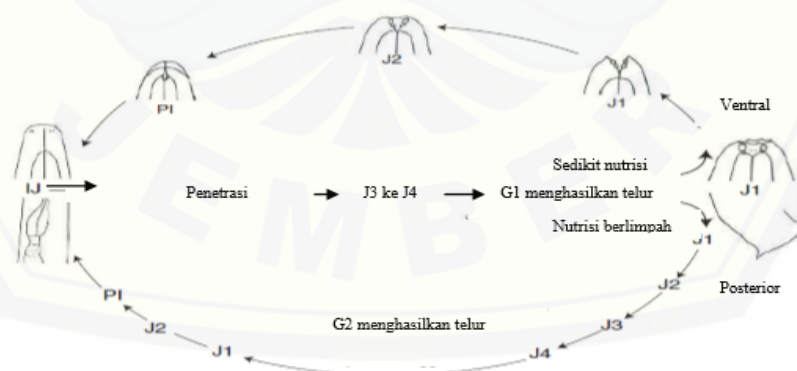 J2
PI
J1
Ventral
Sedikit nutrisi
IJ
Penetrasi
J3 ke J4
G1 menghasilkan telur
J1
Nutrisi berlimpah
J1
J2
Posterior
PI
J3
J2
G2 menghasilkan telur
J1
J4
JEMBER